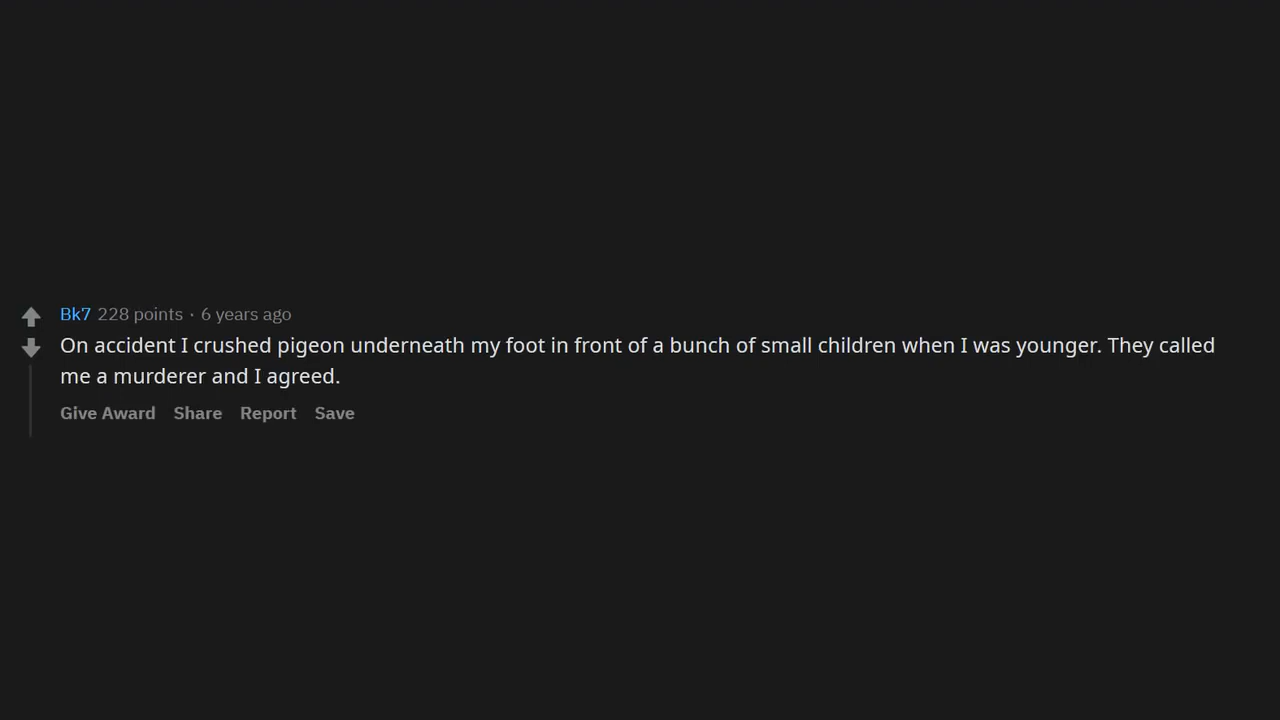 Bk7 228 points · 6 years ago
On accident I crushed pigeon underneath my foot in front of a bunch of small children when I was younger. They called
me a murderer and I agreed.
Give Award Share Report Save